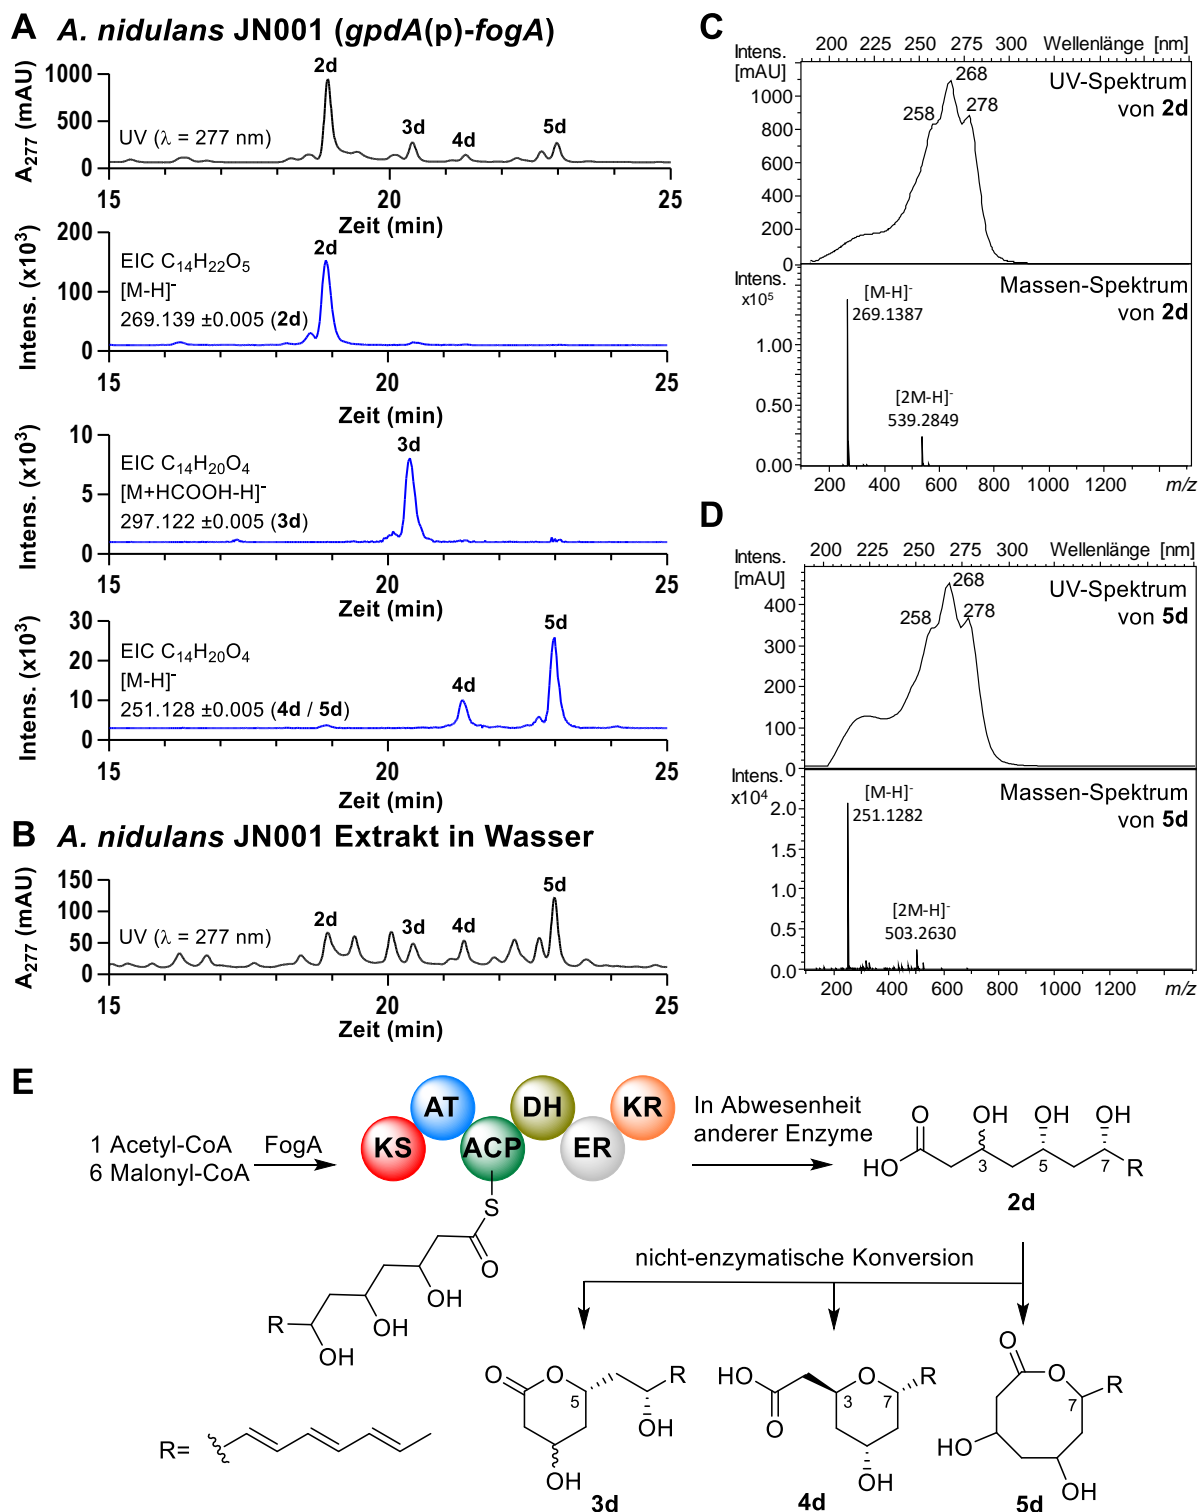 A A. nidulans JN001 (gpdA(p)-fogA)
A277 (mAU)
1000
500
0
UV (λ = 277 nm)
2d
3d
4d
5d
15 20 25
Zeit (min)
Intens. (x10³)
200
100
0
EIC C₁₄H₂₂O₅
[M-H]⁻
269.139 ±0.005 (2d)
2d
15 20 25
Zeit (min)
Intens. (x10³)
10
5
0
EIC C₁₄H₂₀O₄
[M+HCOOH-H]⁻
297.122 ±0.005 (3d)
3d
15 20 25
Zeit (min)
Intens. (x10³)
30
20
10
0
EIC C₁₄H₂₀O₄
[M-H]⁻
251.128 ±0.005 (4d / 5d)
4d
5d
15 20 25
Zeit (min)
B A. nidulans JN001 Extrakt in Wasser
A277 (mAU)
150
100
50
0
UV (λ = 277 nm)
2d
3d
4d
5d
15 20 25
Zeit (min)
C
Intens. [mAU]
200 225 250 275 300 Wellenlänge [nm]
UV-Spektrum
von 2d
268
258
278
1000
800
600
400
200
0
Intens.
x10⁵
Massen-Spektrum
von 2d
[M-H]⁻
269.1387
[2M-H]⁻
539.2849
1.00
0.50
0.00
200 400 600 800 1000 1200 m/z
D
Intens. [mAU]
200 225 250 275 300 Wellenlänge [nm]
UV-Spektrum
von 5d
268
258
278
400
300
200
100
0
Intens.
x10⁴
Massen-Spektrum
von 5d
[M-H]⁻
251.1282
[2M-H]⁻
503.2630
2.0
1.5
1.0
0.5
0.0
200 400 600 800 1000 1200 m/z
E
1 Acetyl-CoA
6 Malonyl-CoA
FogA
KS AT ACP DH ER KR
S
O
OH
OH
OH
R
In Abwesenheit
anderer Enzyme
O OH OH OH
HO 3 5 7 R
2d
nicht-enzymatische Konversion
R=
O O 5 R
OH
OH
3d
HO O O R
3 7
OH
4d
O O R
7
HO
OH
5d